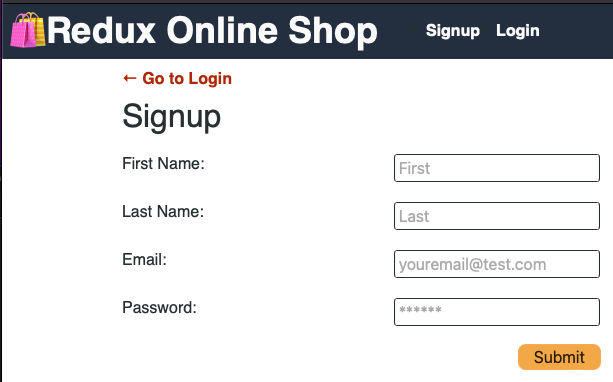 Redux Online Shop Signup Login
← Go to Login
Signup
First Name: First
Last Name: Last
Email: youremail@test.com
Password: ******
Submit